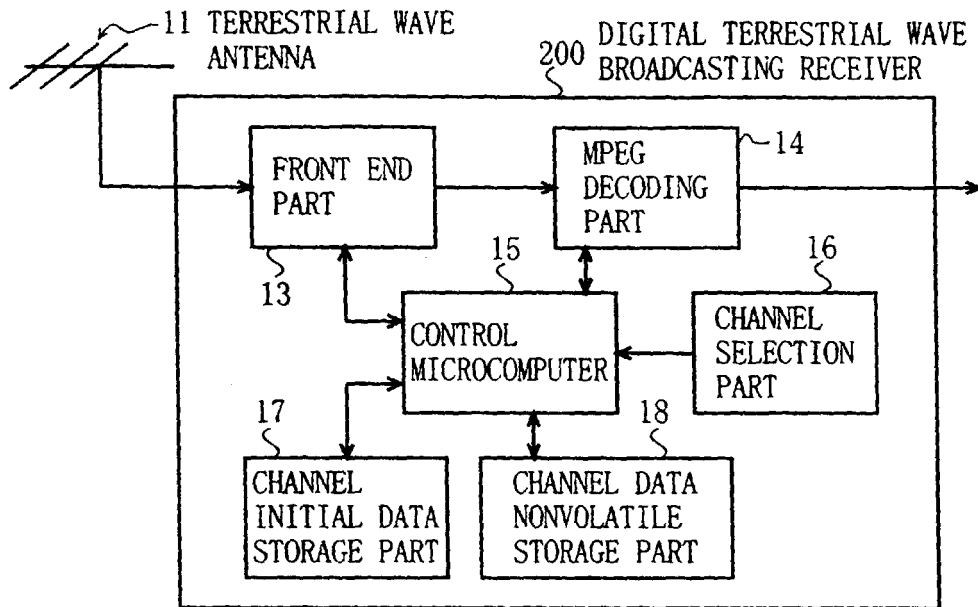 11 TERRESTRIAL WAVE
ANTENNA
200
DIGITAL TERRESTRIAL WAVE
BROADCASTING RECEIVER
FRONT END
PART
13
MPEG
DECODING
PART
14
15
CONTROL
MICROCOMPUTER
16
CHANNEL
SELECTION
PART
17
CHANNEL
INITIAL DATA
STORAGE PART
18
CHANNEL DATA
NONVOLATILE
STORAGE PART